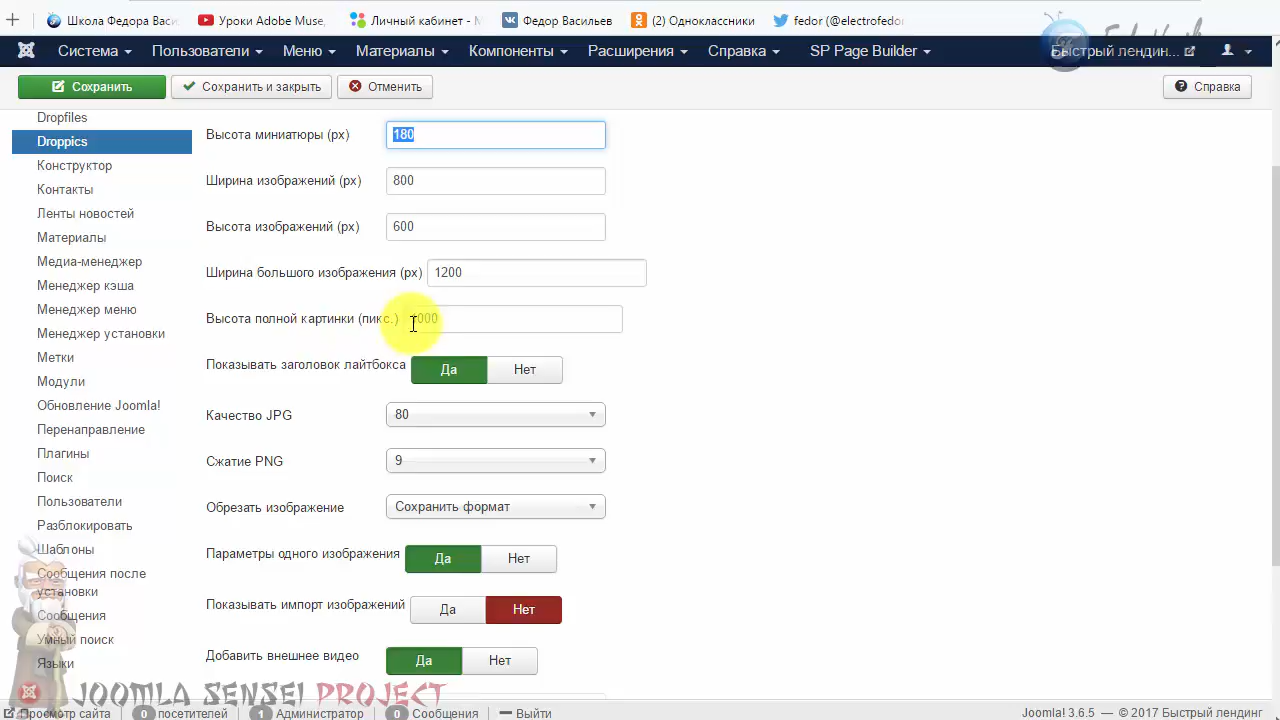 Школа Федора Васи
Уроки Adobe Muse,
Личный кабинет - М
Федор Васильев
(2) Одноклассники
fedor (@electrofedor
Система
Пользователи
Меню
Материалы
Компоненты
Расширения
Справка
SP Page Builder
Быстрый лендин...
Сохранить
Сохранить и закрыть
Отменить
Справка
Dropfiles
Droppics
Конструктор
Контакты
Ленты новостей
Материалы
Медиа-менеджер
Менеджер кэша
Менеджер меню
Менеджер установки
Метки
Модули
Обновление Joomla!
Перенаправление
Плагины
Поиск
Пользователи
Разблокировать
Шаблоны
Сообщения после
установки
Сообщения
Умный поиск
Языки
Высота миниатюры (px) 180
Ширина изображений (px) 800
Высота изображений (px) 600
Ширина большого изображения (px) 1200
Высота полной картинки (пикс.)
Показывать заголовок лайтбокса Да Нет
Качество JPG 80
Сжатие PNG 9
Обрезать изображение Сохранить формат
Параметры одного изображения Да Нет
Показывать импорт изображений Да Нет
Добавить внешнее видео Да Нет
JOOMLA SENSEI PROJECT
Просмотр сайта 0 посетителей 1 Администратор 0 Сообщения Выйти
Joomla! 3.6.5 — © 2017 Быстрый лендинг